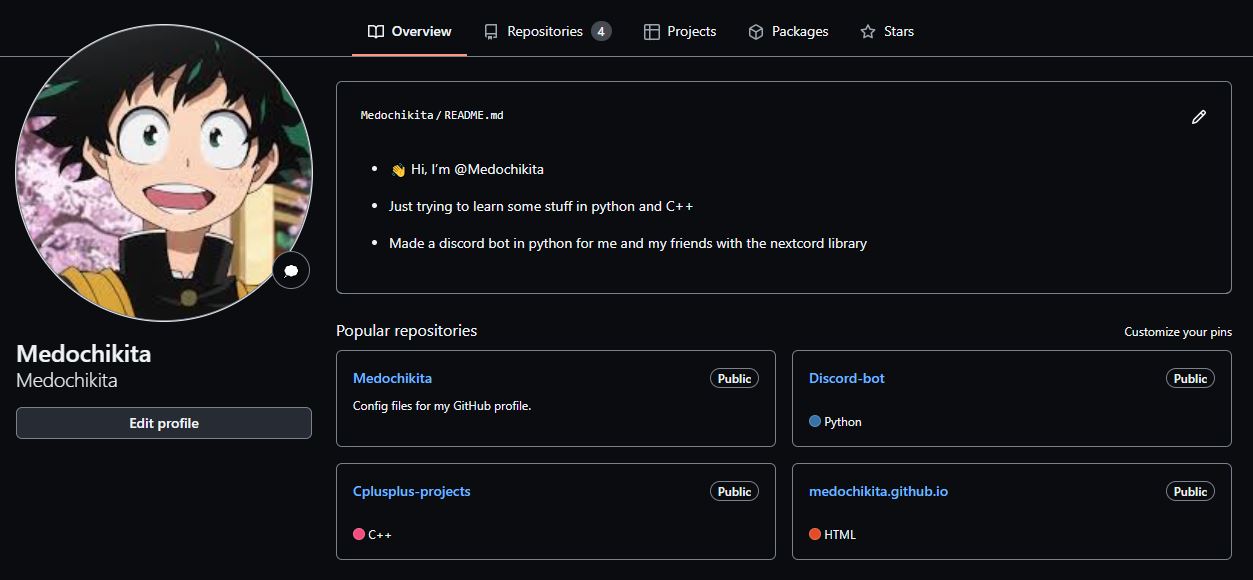 Overview
Repositories 4
Projects
Packages
Stars
Medochikita
Medochikita
Edit profile
Medochikita/README.md
👋 Hi, I'm @Medochikita
Just trying to learn some stuff in python and C++
Made a discord bot in python for me and my friends with the nextcord library
Popular repositories
Customize your pins
Medochikita
Public
Config files for my GitHub profile.
Discord-bot
Public
Python
Cplusplus-projects
Public
C++
medochikita.github.io
Public
HTML